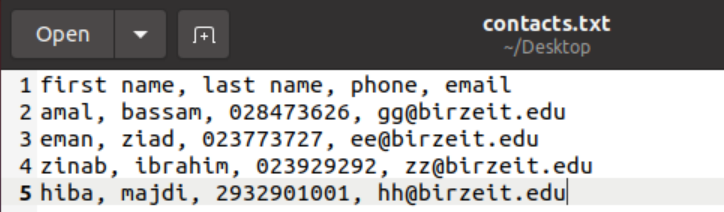 Open
contacts.txt
~/Desktop
1 first name, last name, phone, email
2 amal, bassam, 028473626, gg@birzeit.edu
3 eman, ziad, 023773727, ee@birzeit.edu
4 zinab, ibrahim, 023929292, zz@birzeit.edu
5 hiba, majdi, 2932901001, hh@birzeit.edu